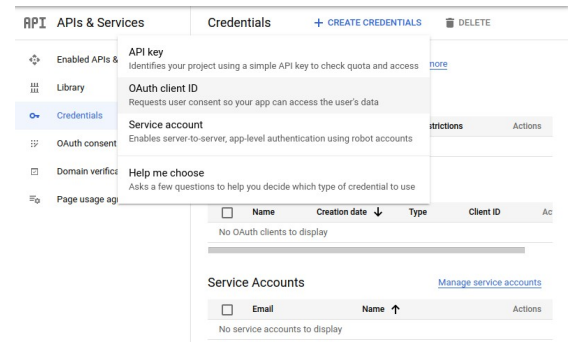 API APIs & Services
Credentials
+ CREATE CREDENTIALS
DELETE
Enabled APIs &
Library
Credentials
OAuth consent
Domain verifica
Page usage agr
API key
Identifies your project using a simple API key to check quota and access
OAuth client ID
Requests user consent so your app can access the user's data
Service account
Enables server-to-server, app-level authentication using robot accounts
Help me choose
Asks a few questions to help you decide which type of credential to use
more
strictions
Actions
Name Creation date Type Client ID Ac
No OAuth clients to display
Service Accounts
Manage service accounts
Email Name Actions
No service accounts to display